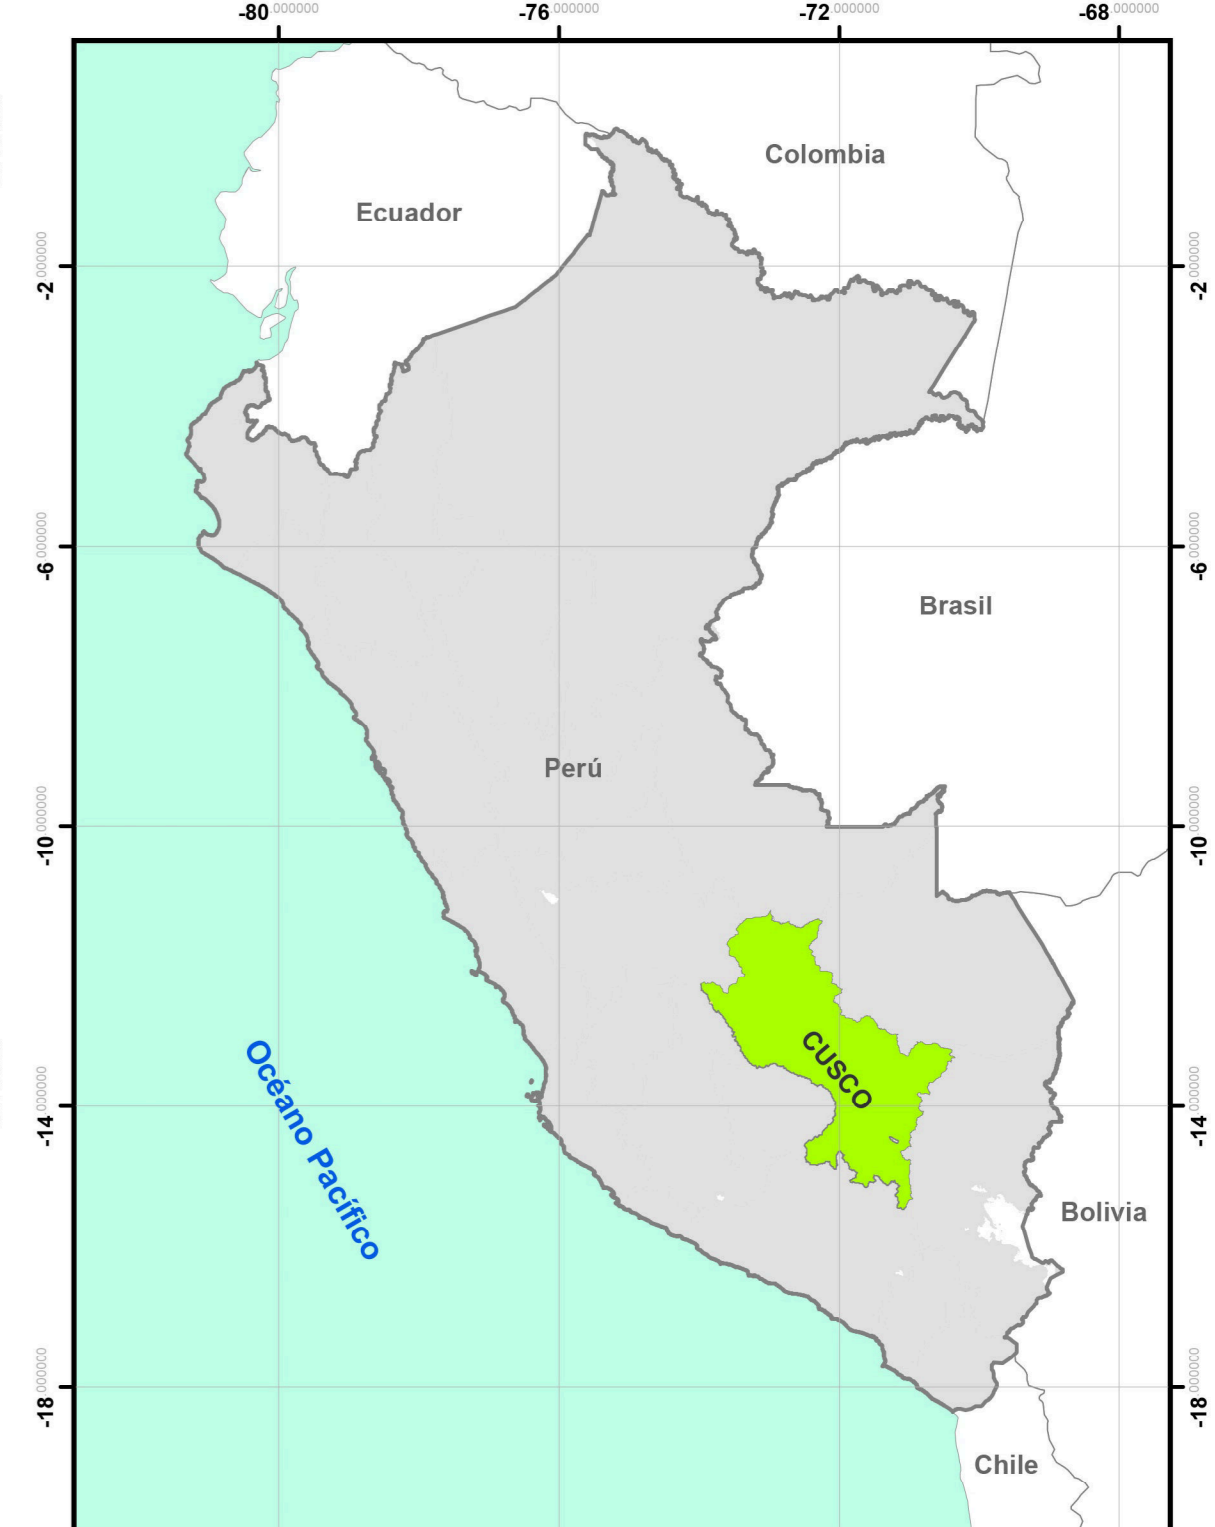 -80.000000 -76.000000 -72.000000 -68.000000
Colombia
Ecuador
-2.000000 -2.000000
-6.000000 -6.000000
Brasil
Perú
-10.000000 -10.000000
CUSCO
Océano Pacífico
-14.000000 -14.000000
Bolivia
-18.000000 -18.000000
Chile